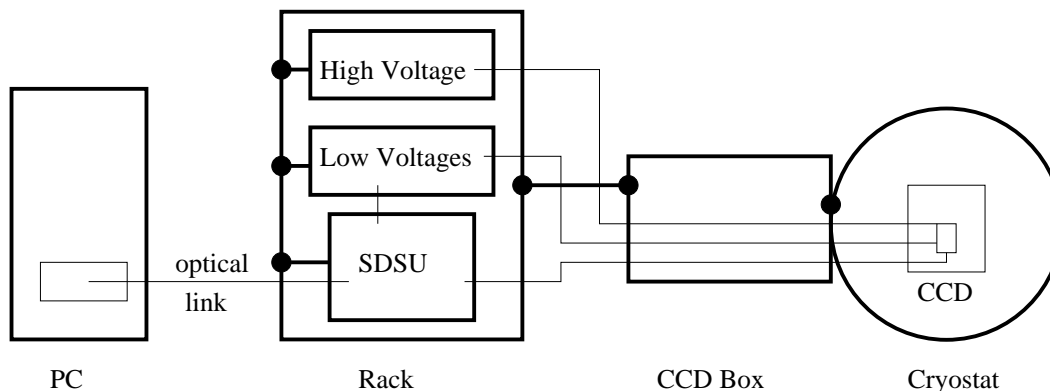 High Voltage
Low Voltages
SDSU
optical
link
CCD
PC
Rack
CCD Box
Cryostat